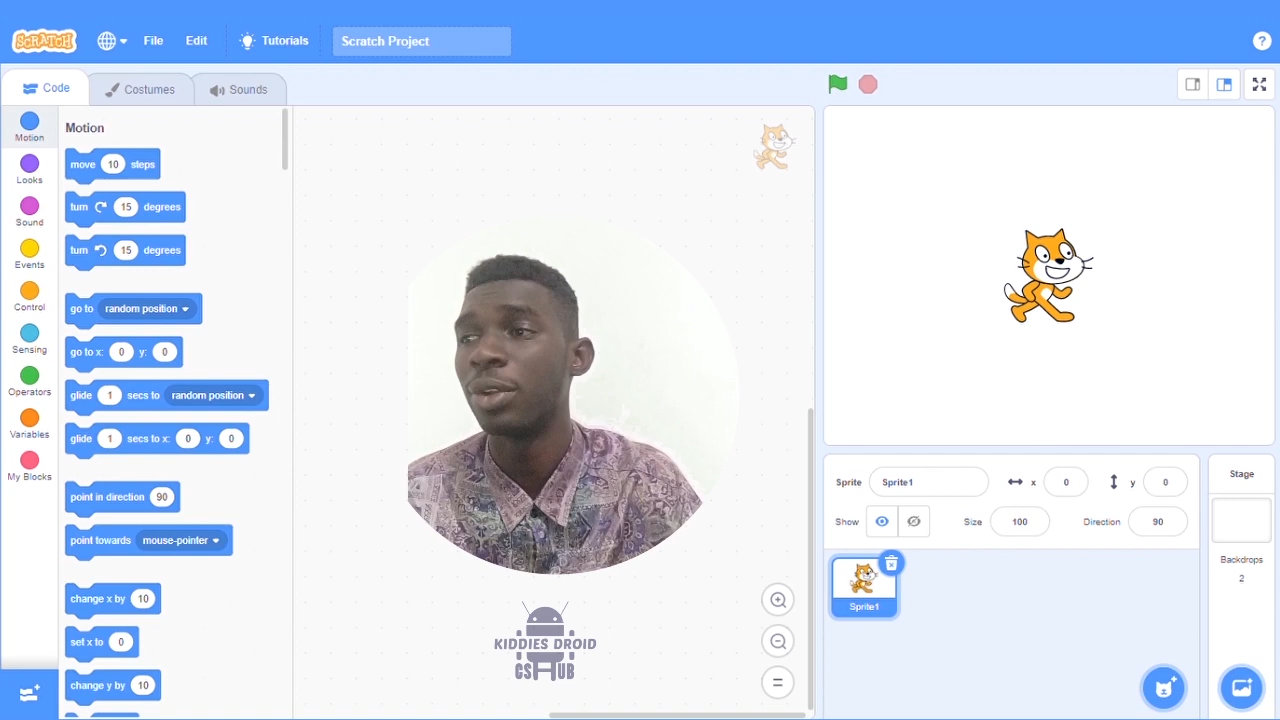 SCRATCH
File
Edit
Tutorials
Scratch Project
?
Code
Costumes
Sounds
Motion
Looks
Sound
Events
Control
Sensing
Operators
Variables
My Blocks
Motion
move 10 steps
turn 15 degrees
turn 15 degrees
go to random position
go to x: 0 y: 0
glide 1 secs to random position
glide 1 secs to x: 0 y: 0
point in direction 90
point towards mouse-pointer
change x by 10
set x to 0
change y by 10
KIDDIES DROID
CSHUB
Sprite Sprite1 x 0 y 0
Show Size 100 Direction 90
Sprite1
Stage
Backdrops
2